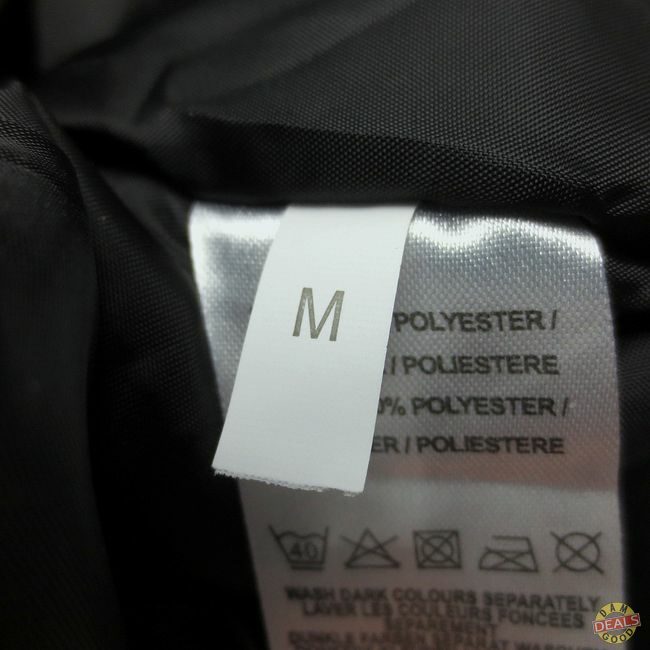 M
POLYESTER /
/ POLIESTERE
0% POLYESTER /
ER / POLIESTERE
40
WASH DARK COLOURS SEPARATELY
LAVER LES COULEURS FONCEES
SEPAREMENT
DAM
DEALS
GOOD